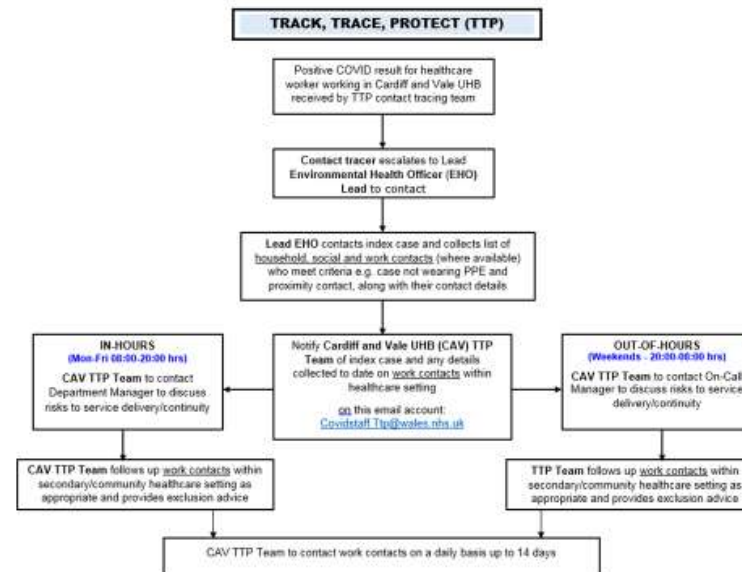 TRACK, TRACE, PROTECT (TTP)
Positive COVID result for healthcare
worker working in Cardiff and Vale UHB
received by TTP contact tracing team
Contact tracer escalates to Lead
Environmental Health Officer (EHO)
Lead to contact
Lead EHO contacts index case and collects list of
household, social and work contacts (where available)
who meet criteria e.g. case not wearing PPE and
proximity contact, along with their contact details
IN-HOURS
(Mon-Fri 08:00-20:00 hrs)
CAV TTP Team to contact
Department Manager to discuss
risks to service delivery/continuity
Notify Cardiff and Vale UHB (CAV) TTP
Team of index case and any details
collected to date on work contacts within
healthcare setting
on this email account:
Covidstaff.Ttp@wales.nhs.uk
OUT-OF-HOURS
(Weekends - 20:00-08:00 hrs)
CAV TTP Team to contact On-Call
Manager to discuss risks to service
delivery/continuity
CAV TTP Team follows up work contacts within
secondary/community healthcare setting as
appropriate and provides exclusion advice
TTP Team follows up work contacts within
secondary/community healthcare setting as
appropriate and provides exclusion advice
CAV TTP Team to contact work contacts on a daily basis up to 14 days